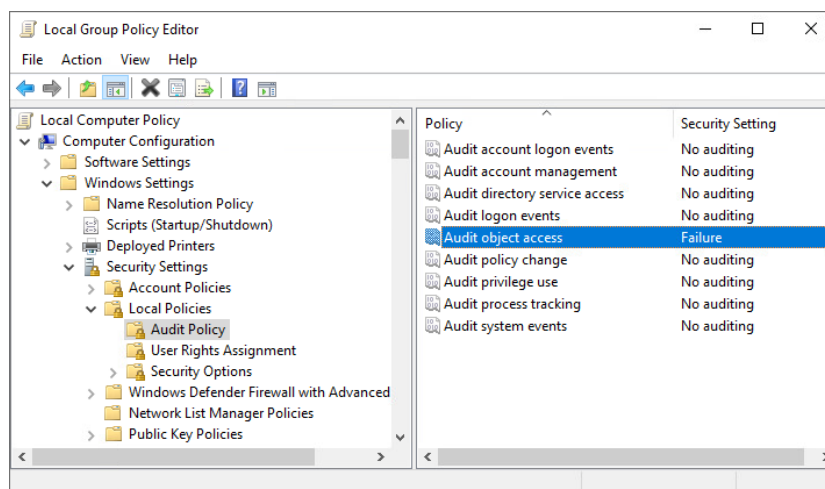 Local Group Policy Editor
File Action View Help
Local Computer Policy
Computer Configuration
Software Settings
Windows Settings
Name Resolution Policy
Scripts (Startup/Shutdown)
Deployed Printers
Security Settings
Account Policies
Local Policies
Audit Policy
User Rights Assignment
Security Options
Windows Defender Firewall with Advanced
Network List Manager Policies
Public Key Policies
Policy Security Setting
Audit account logon events No auditing
Audit account management No auditing
Audit directory service access No auditing
Audit logon events No auditing
Audit object access Failure
Audit policy change No auditing
Audit privilege use No auditing
Audit process tracking No auditing
Audit system events No auditing